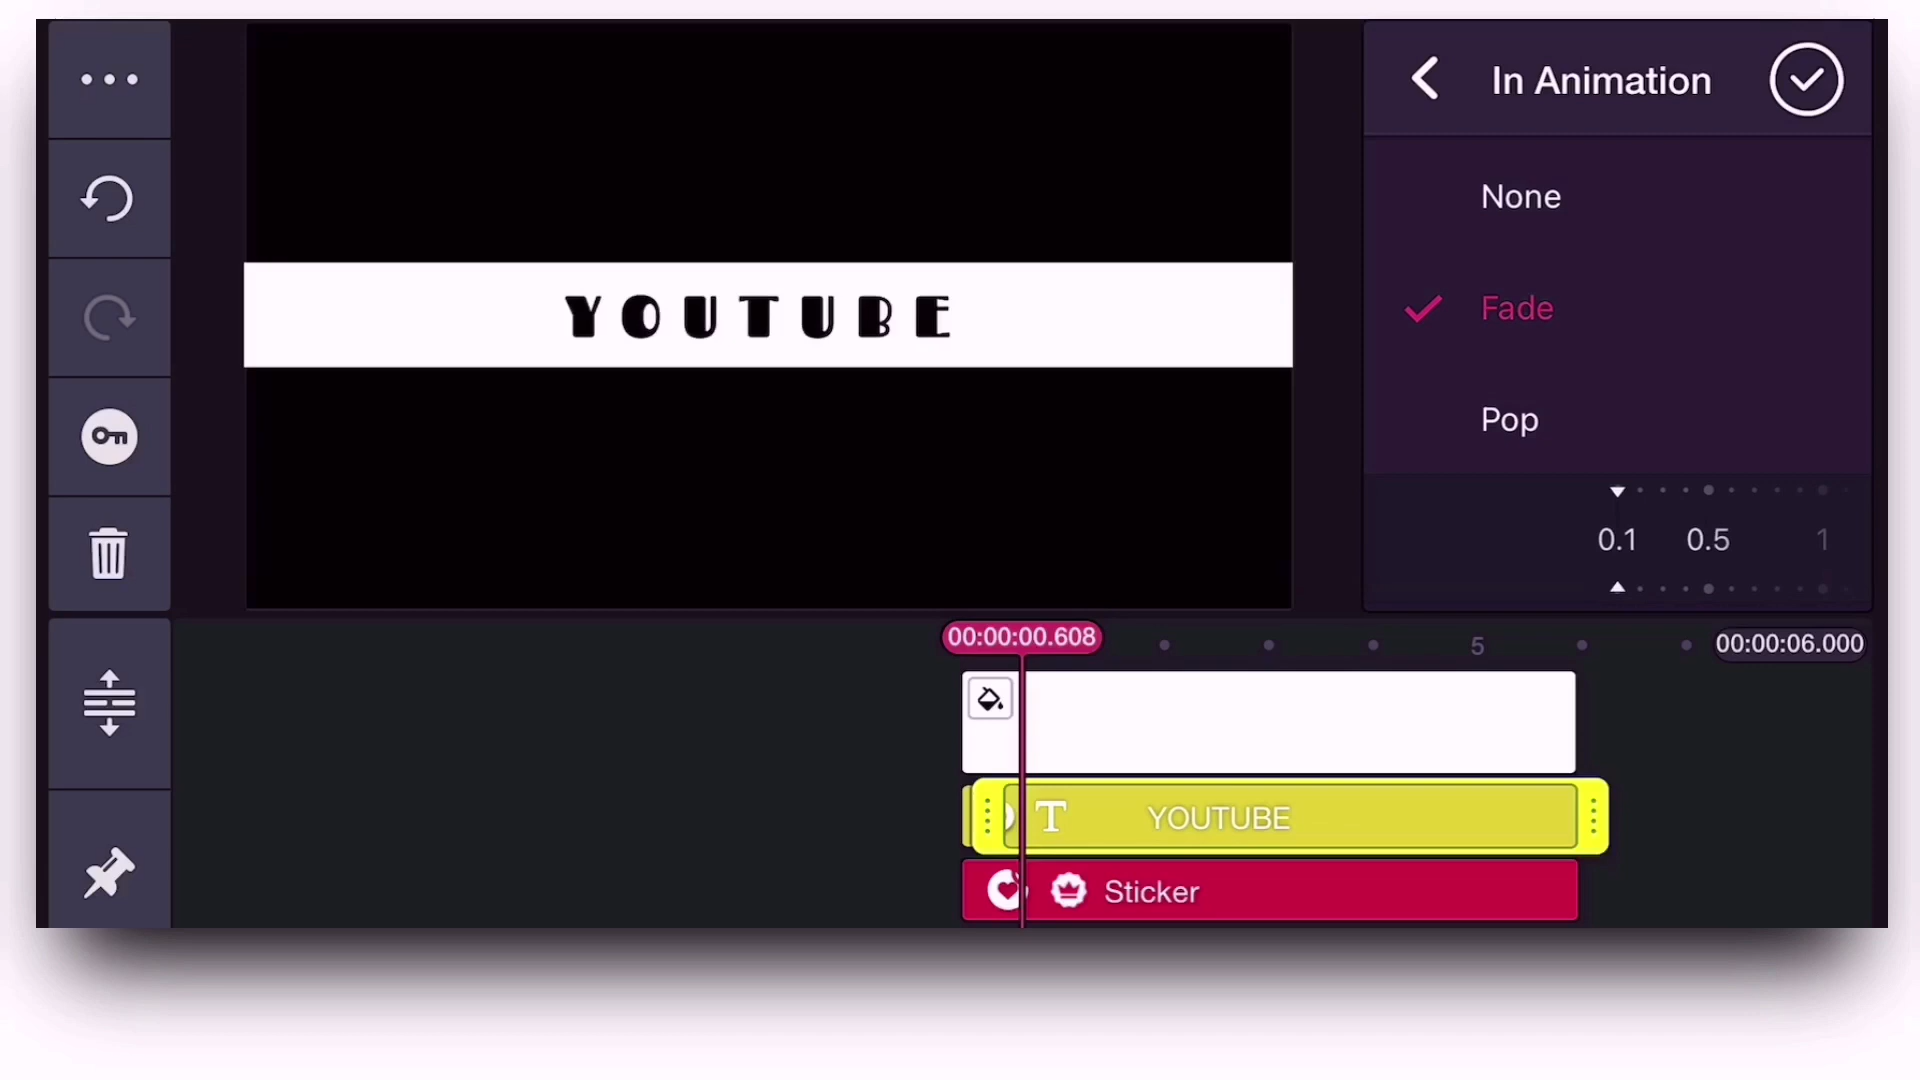 In Animation
None
YOUTUBE
Fade
Pop
0.1 0.5 1
00:00:00.608 5 00:00:06.000
T YOUTUBE
Sticker